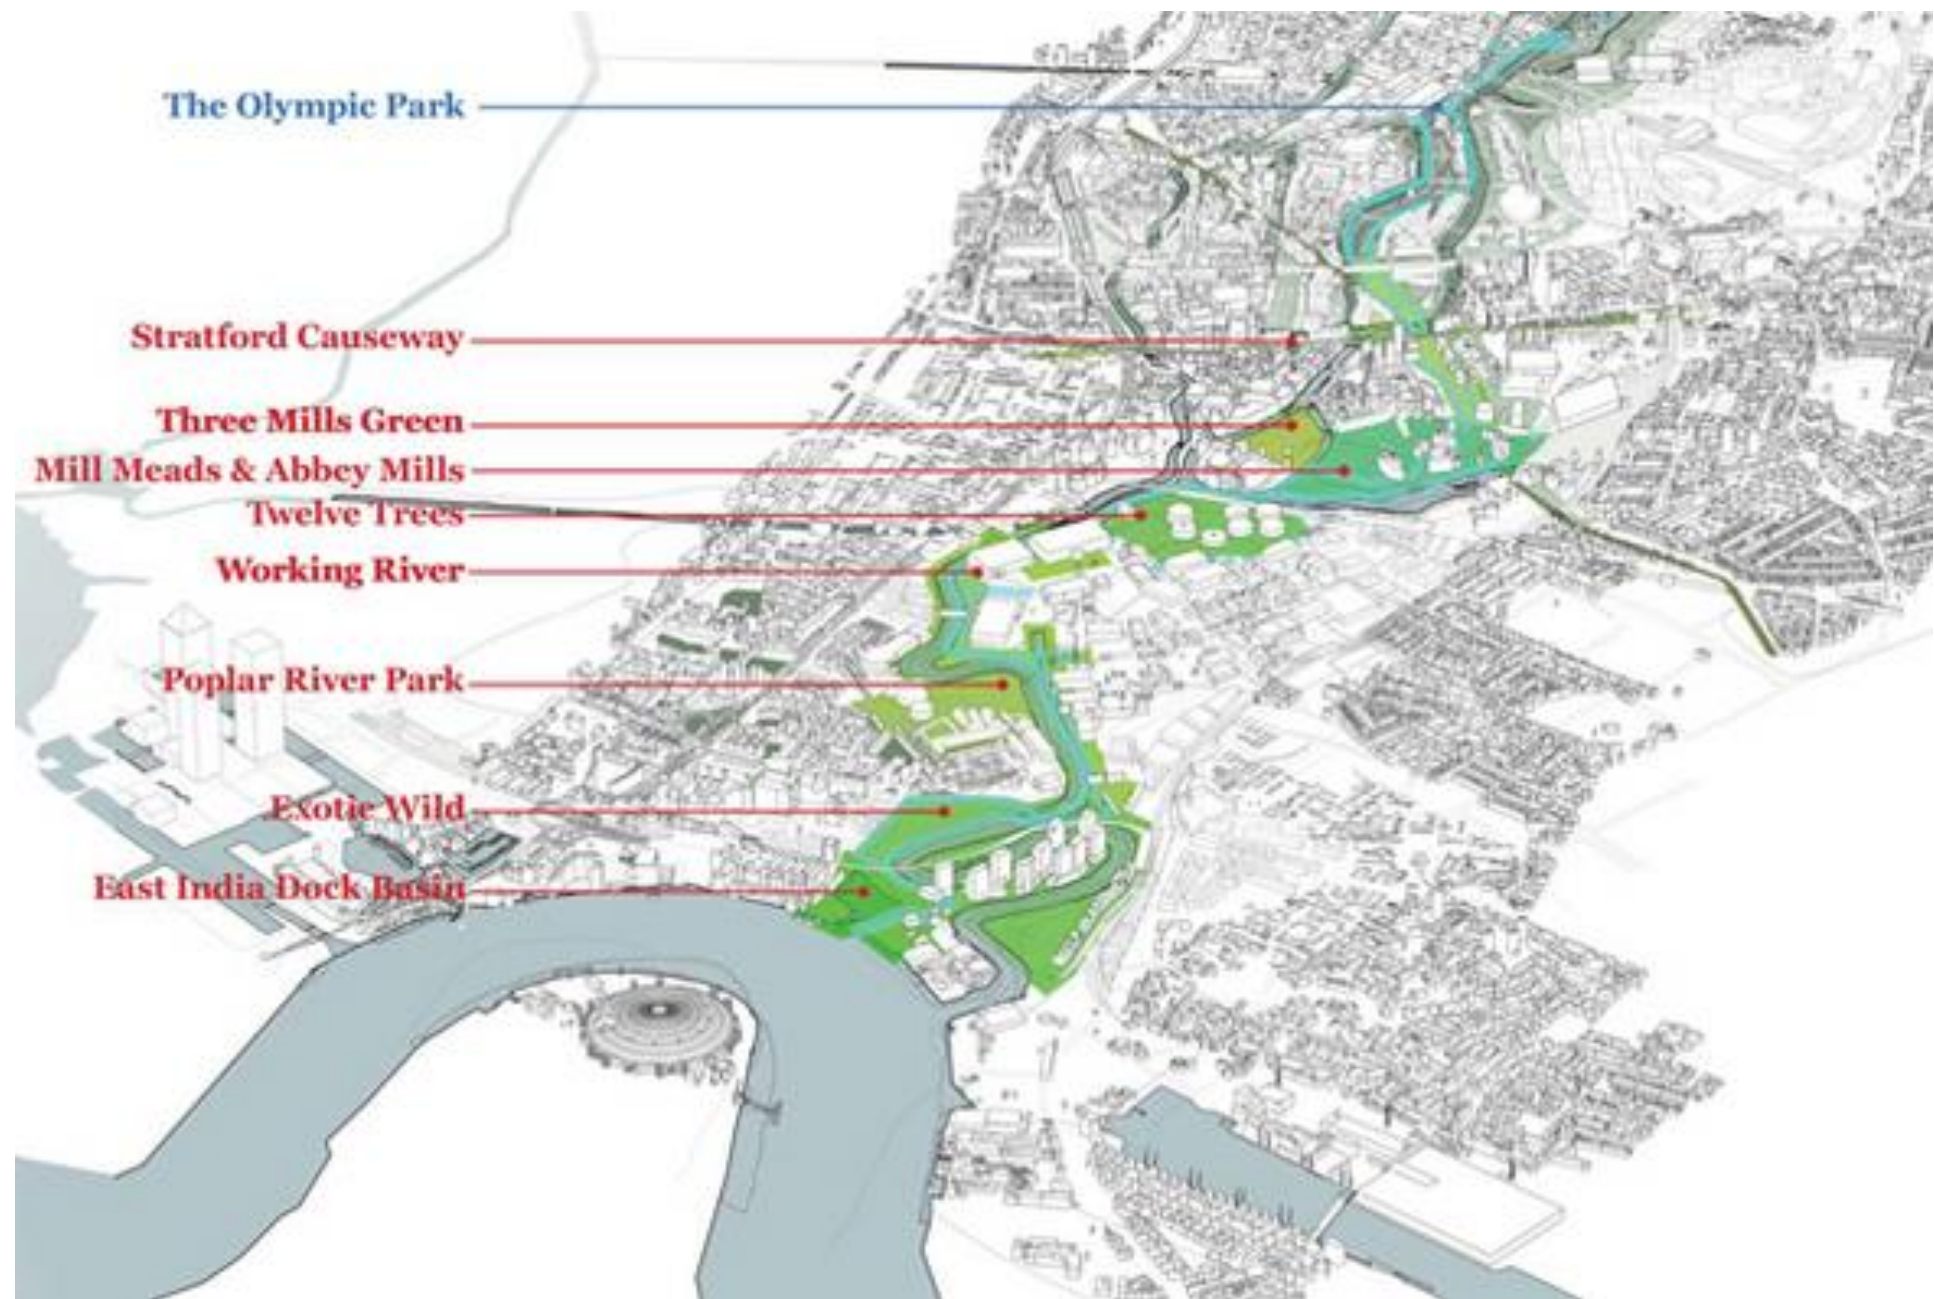 The Olympic Park
Stratford Causeway
Three Mills Green
Mill Meads & Abbey Mills
Twelve Trees
Working River
Poplar River Park
Exotic Wild
East India Dock Basin